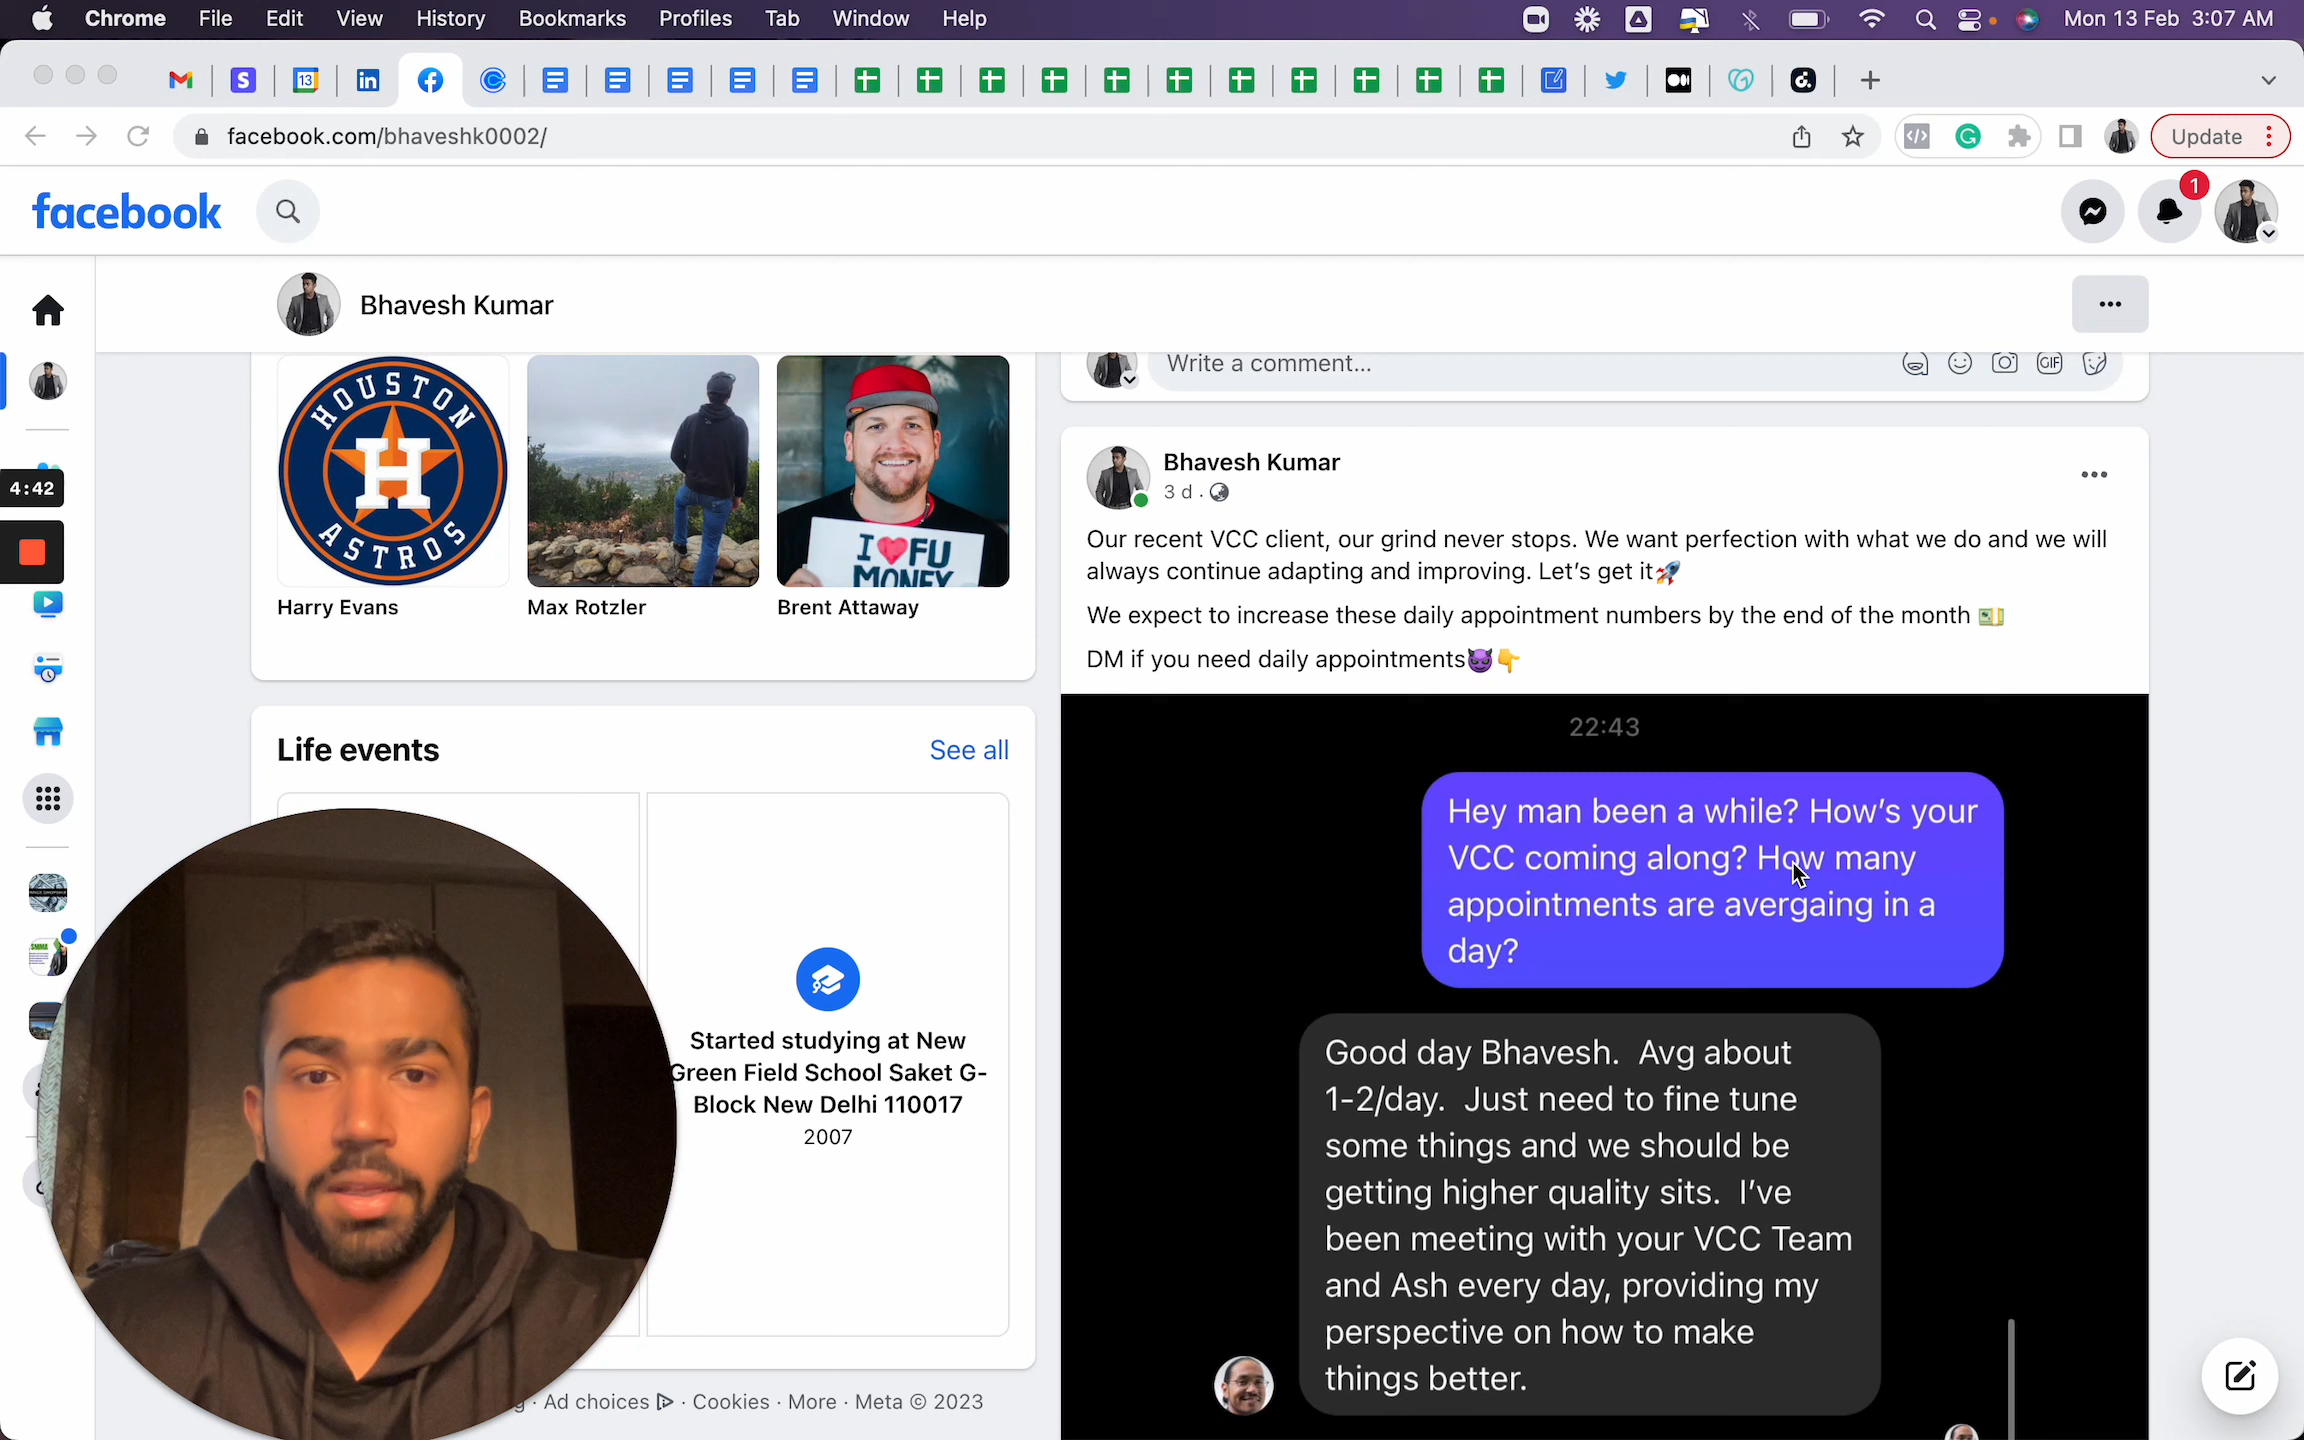 Chrome File Edit View History Bookmarks Profiles Tab Window Help
Mon 13 Feb 3:07 AM
13
facebook.com/bhaveshk0002/
Update
facebook
1
Bhavesh Kumar
Write a comment...
GIF
HOUSTON
H
ASTROS
I ❤ FU
MONEY
Harry Evans
Max Rotzler
Brent Attaway
4:42
Bhavesh Kumar
3 d ·
Our recent VCC client, our grind never stops. We want perfection with what we do and we will
always continue adapting and improving. Let's get it🚀
We expect to increase these daily appointment numbers by the end of the month 💵
DM if you need daily appointments😈👇
Life events
See all
Started studying at New
Green Field School Saket G-
Block New Delhi 110017
2007
22:43
Hey man been a while? How's your
VCC coming along? How many
appointments are avergaing in a
day?
Good day Bhavesh. Avg about
1-2/day. Just need to fine tune
some things and we should be
getting higher quality sits. I've
been meeting with your VCC Team
and Ash every day, providing my
perspective on how to make
things better.
SMMA
· Ad choices · Cookies · More · Meta © 2023